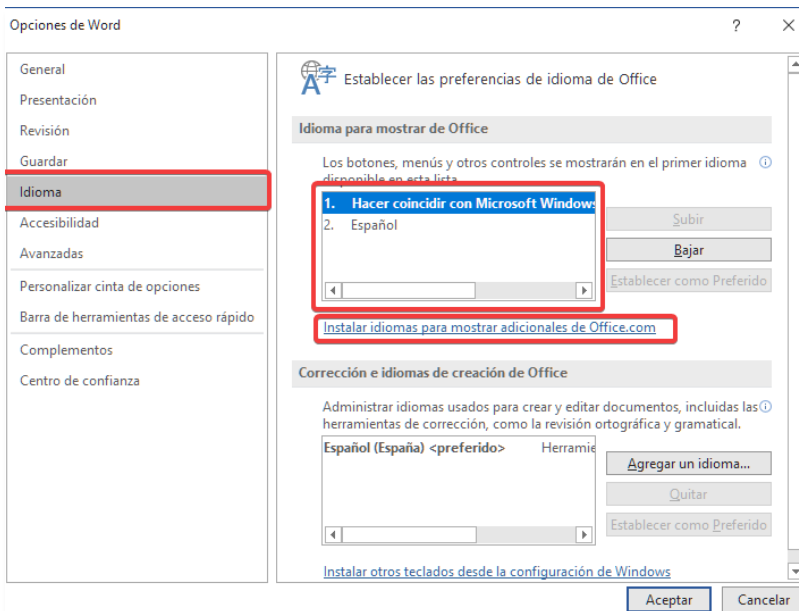 Opciones de Word
?
General
Presentación
Revisión
Guardar
Idioma
Accesibilidad
Avanzadas
Personalizar cinta de opciones
Barra de herramientas de acceso rápido
Complementos
Centro de confianza
Establecer las preferencias de idioma de Office
Idioma para mostrar de Office
Los botones, menús y otros controles se mostrarán en el primer idioma
disponible en esta lista
1. Hacer coincidir con Microsoft Windows
2. Español
Subir
Bajar
Establecer como Preferido
Instalar idiomas para mostrar adicionales de Office.com
Corrección e idiomas de creación de Office
Administrar idiomas usados para crear y editar documentos, incluidas las
herramientas de corrección, como la revisión ortográfica y gramatical.
Español (España) <preferido> Herramie
Agregar un idioma...
Quitar
Establecer como Preferido
Instalar otros teclados desde la configuración de Windows
Aceptar
Cancelar